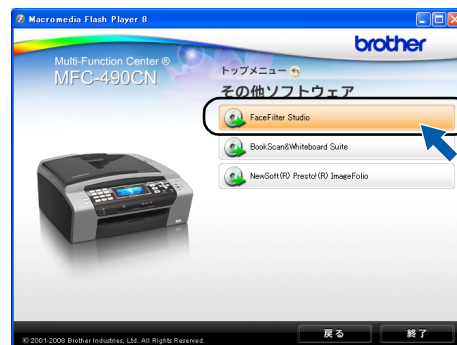 Macromedia Flash Player 8
brother
Multi-Function Center ®
MFC-490CN
トップメニュー
その他ソフトウェア
FaceFilter Studio
BookScan&Whiteboard Suite
NewSoft(R) Presto!(R) ImageFolio
戻る
終了
© 2001-2008 Brother Industries, Ltd. All Rights Reserved.